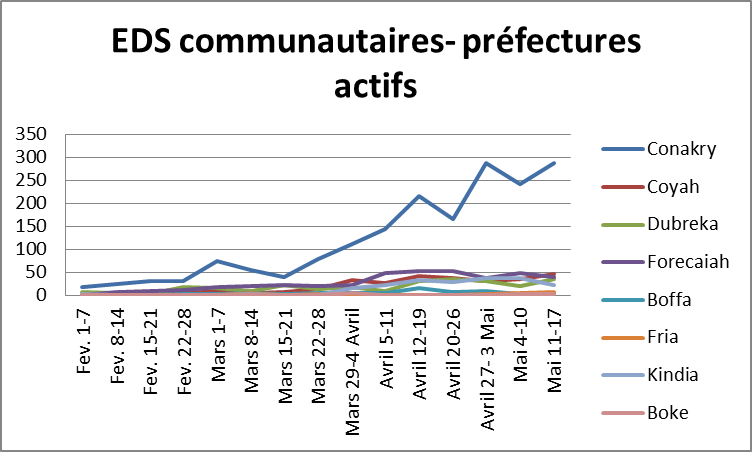 EDS communautaires- préfectures
actifs
350
300
250
200
150
100
50
0
Fev. 1-7
Fev. 8-14
Fev. 15-21
Fev. 22-28
Mars 1-7
Mars 8-14
Mars 15-21
Mars 22-28
Mars 29-4 Avril
Avril 5-11
Avril 12-19
Avril 20-26
Avril 27- 3 Mai
Mai 4-10
Mai 11-17
Conakry
Coyah
Dubreka
Forecaiah
Boffa
Fria
Kindia
Boke